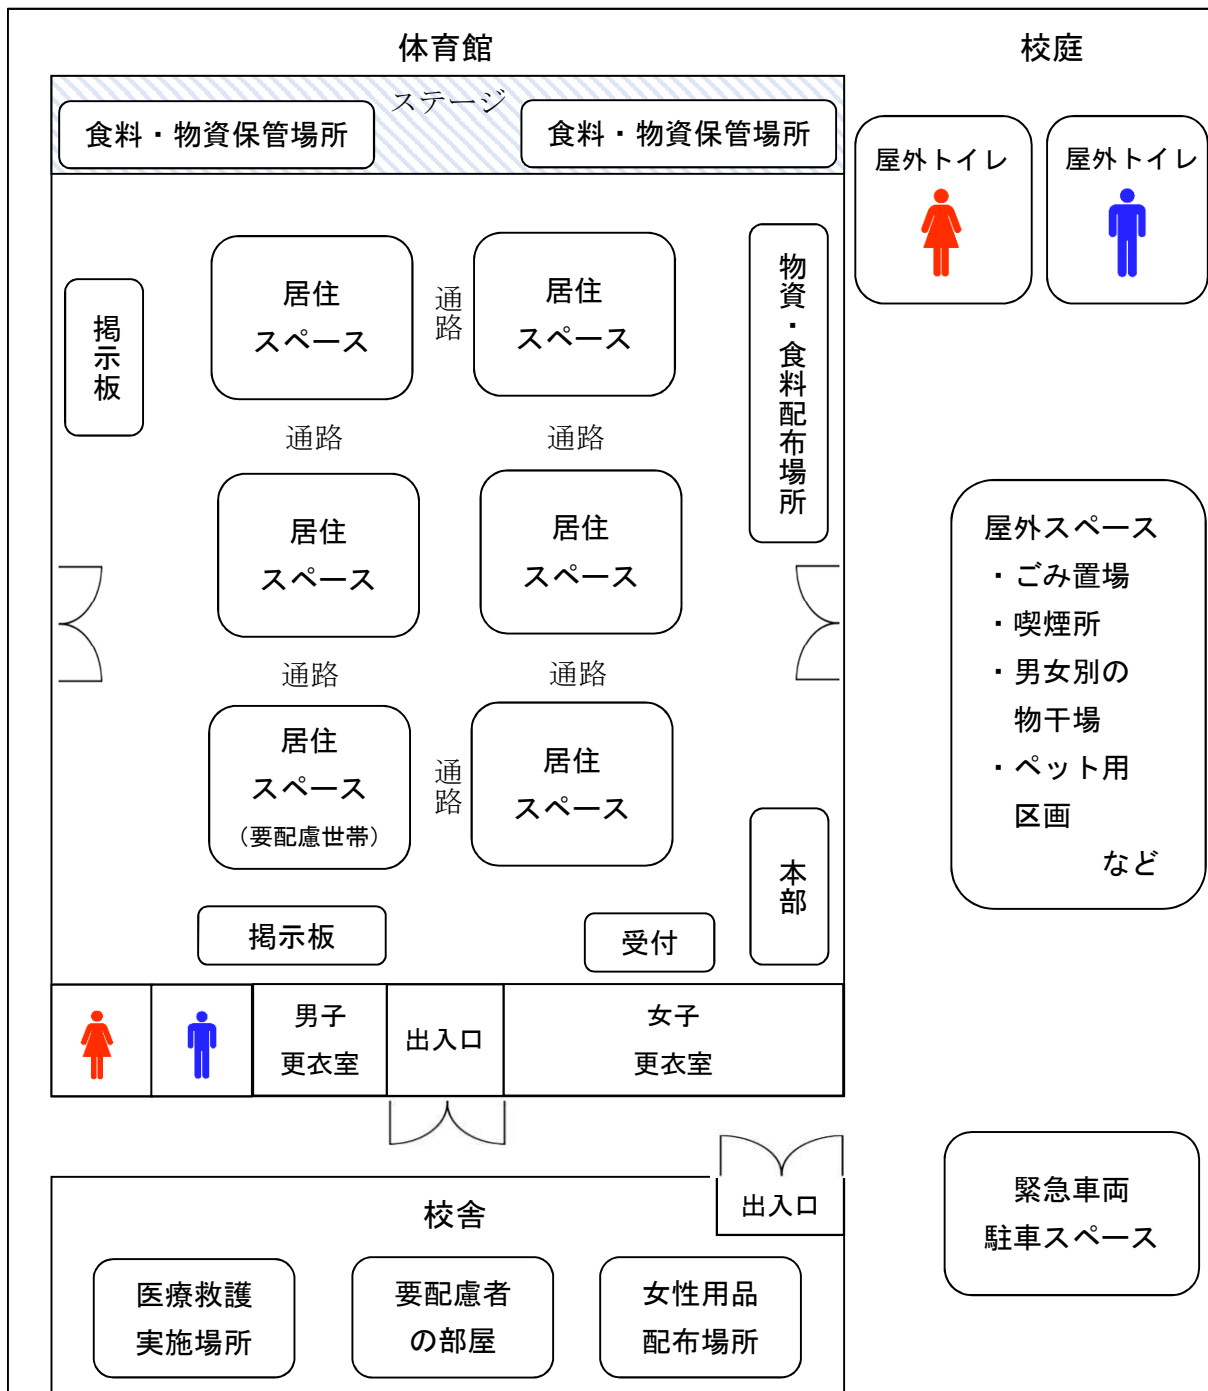 体育館
校庭
ステージ
食料・物資保管場所
食料・物資保管場所
屋外トイレ
屋外トイレ
掲示板
居住
スペース
通路
居住
スペース
物資・食料配布場所
通路
通路
居住
スペース
居住
スペース
屋外スペース
・ごみ置場
・喫煙所
・男女別の
物干場
・ペット用
区画
など
通路
通路
居住
スペース
（要配慮世帯）
通路
居住
スペース
本部
掲示板
受付
男子
更衣室
出入口
女子
更衣室
校舎
出入口
緊急車両
駐車スペース
医療救護
実施場所
要配慮者
の部屋
女性用品
配布場所